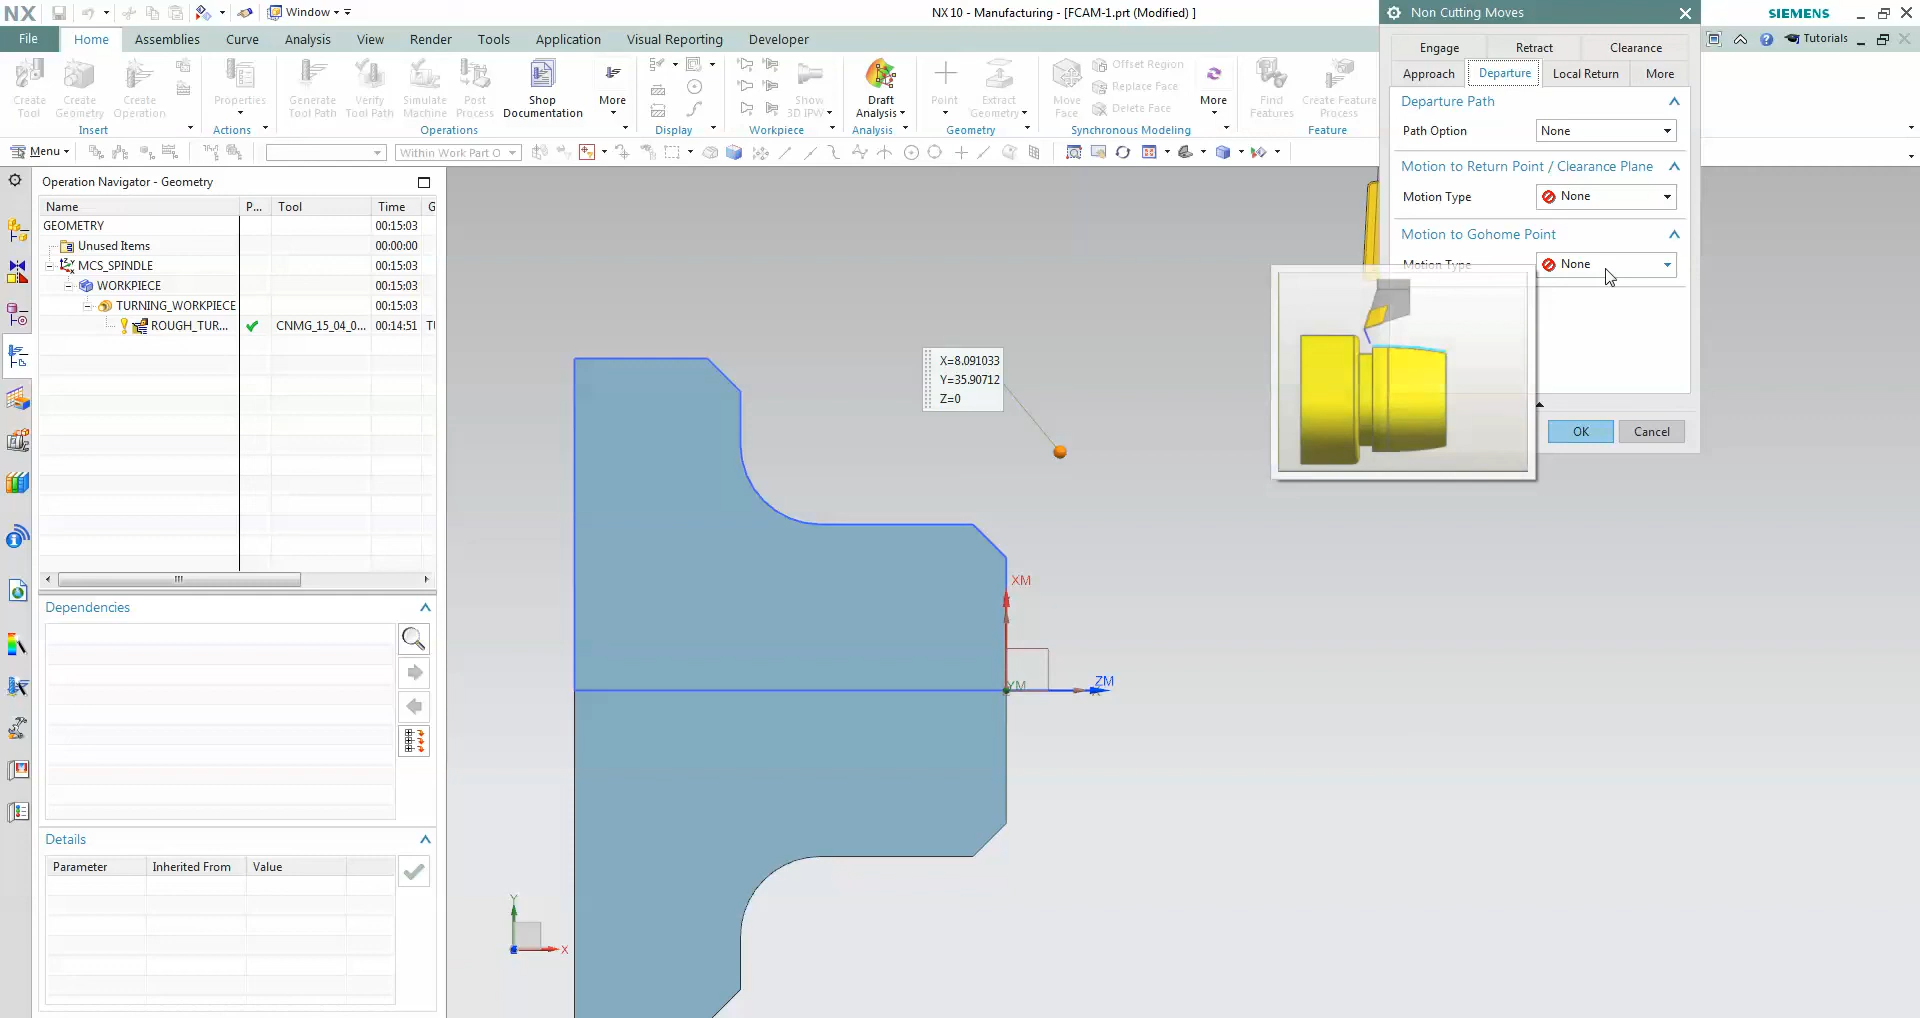 NX
Window
NX 10 - Manufacturing - [FCAM-1.prt (Modified) ]
Non Cutting Moves
SIEMENS
File
Home
Assemblies
Curve
Analysis
View
Render
Tools
Application
Visual Reporting
Developer
Tutorials
Create Tool
Create Geometry
Create Operation
Insert
Properties
Actions
Generate Tool Path
Verify Tool Path
Simulate Machine
Post Process
Shop Documentation
More
Operations
Display
Show 3D IPW
Workpiece
Draft Analysis
Analysis
Point
Extract Geometry
Geometry
Move Face
Offset Region
Replace Face
Delete Face
More
Synchronous Modeling
Find Features
Create Feature Process
Feature
Menu
Within Work Part O
Engage
Retract
Clearance
Approach
Departure
Local Return
More
Departure Path
Path Option
None
Motion to Return Point / Clearance Plane
Motion Type
None
Motion to Gohome Point
Motion Type
None
OK
Cancel
Operation Navigator - Geometry
Name P... Tool Time G
GEOMETRY 00:15:03
Unused Items 00:00:00
MCS_SPINDLE 00:15:03
WORKPIECE 00:15:03
TURNING_WORKPIECE 00:15:03
ROUGH_TUR... CNMG_15_04_0... 00:14:51 TU
Dependencies
Details
Parameter Inherited From Value
X=8.091033
Y=35.90712
Z=0
XM
YM
ZM
Y
X